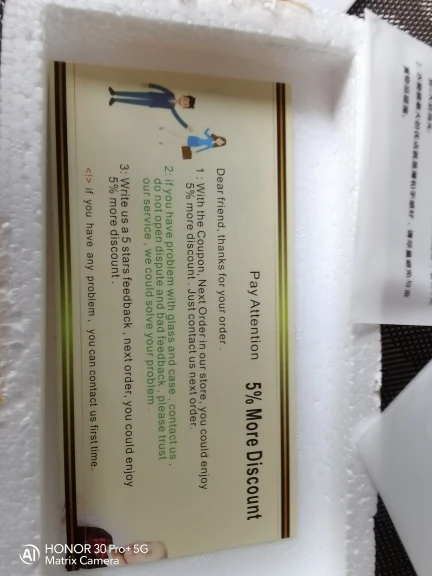 Pay Attention 5% More Discount
Dear friend, thanks for your order .
1 : With the Coupon, Next Order in our store, you could enjoy
5% more discount . Just contact us next order.
2: if you have problem with glass and case , contact us ,
do not open dispute and bad feedback , please trust
our service , we could solve your problem .
3: Write us a 5 stars feedback , next order, you could enjoy
5% more discount .
<!> if you have any problem , you can contact us first time.
HONOR 30 Pro+ 5G
Matrix Camera